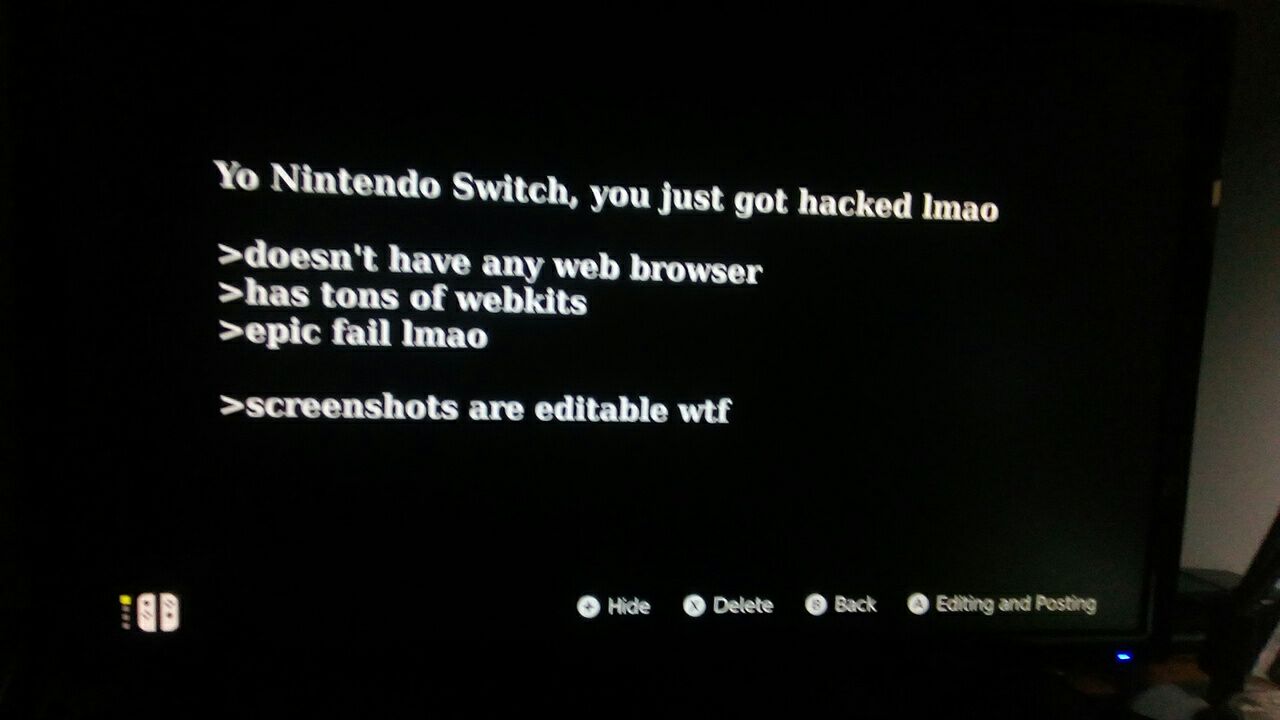 Yo Nintendo Switch, you just got hacked lmao
>doesn't have any web browser
>has tons of webkits
>epic fail lmao
>screenshots are editable wtf
+ Hide X Delete B Back A Editing and Posting